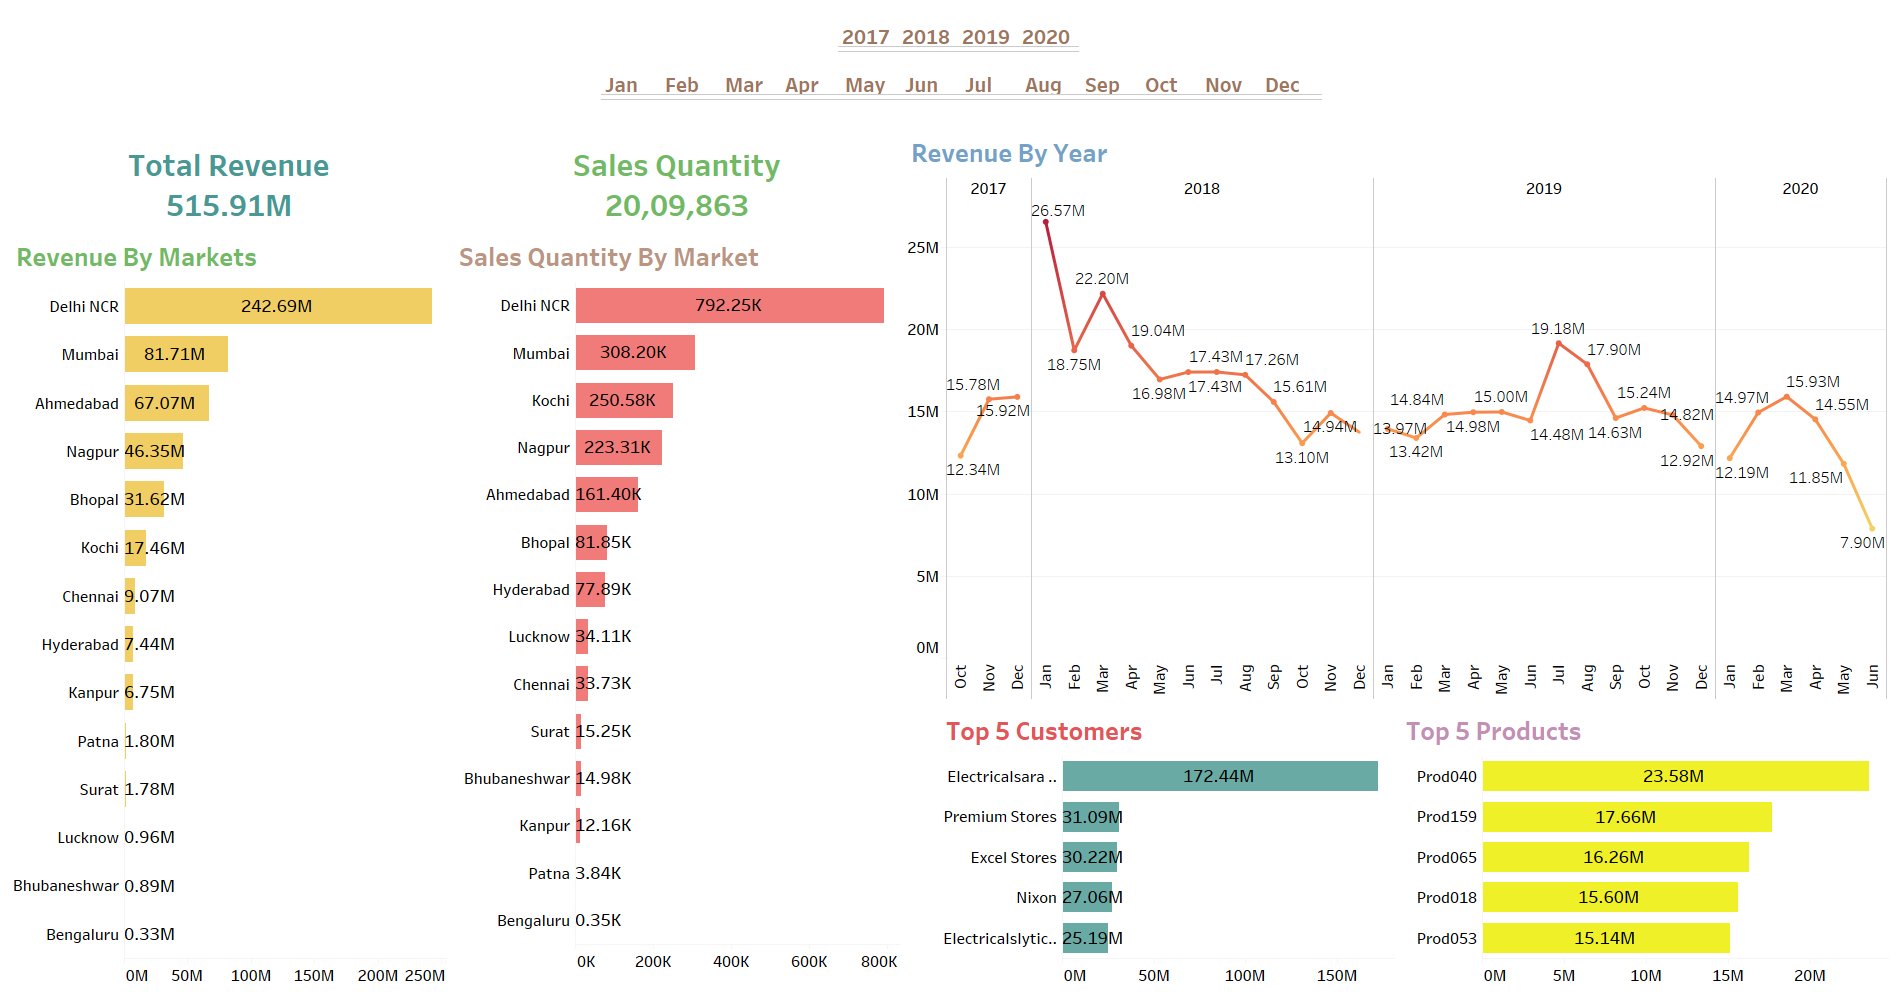 2017 2018 2019 2020
Jan Feb Mar Apr May Jun Jul Aug Sep Oct Nov Dec
Total Revenue
515.91M
Sales Quantity
20,09,863
Revenue By Markets
Delhi NCR 242.69M
Mumbai 81.71M
Ahmedabad 67.07M
Nagpur 46.35M
Bhopal 31.62M
Kochi 17.46M
Chennai 9.07M
Hyderabad 7.44M
Kanpur 6.75M
Patna 1.80M
Surat 1.78M
Lucknow 0.96M
Bhubaneshwar 0.89M
Bengaluru 0.33M
0M 50M 100M 150M 200M 250M
Sales Quantity By Market
Delhi NCR 792.25K
Mumbai 308.20K
Kochi 250.58K
Nagpur 223.31K
Ahmedabad 161.40K
Bhopal 81.85K
Hyderabad 77.89K
Lucknow 34.11K
Chennai 33.73K
Surat 15.25K
Bhubaneshwar 14.98K
Kanpur 12.16K
Patna 3.84K
Bengaluru 0.35K
0K 200K 400K 600K 800K
Revenue By Year
2017 2018 2019 2020
26.57M
25M
22.20M
20M
19.04M
19.18M
18.75M
17.43M
17.26M
17.90M
16.98M
17.43M
15.61M
15.78M
15.92M
15M
14.94M
13.10M
12.34M
13.97M
14.84M
13.42M
14.98M
15.00M
14.48M
14.63M
15.24M
14.82M
12.92M
14.97M
12.19M
15.93M
14.55M
11.85M
7.90M
10M
5M
0M
Oct Nov Dec Jan Feb Mar Apr May Jun Jul Aug Sep Oct Nov Dec Jan Feb Mar Apr May Jun Jul Aug Sep Oct Nov Dec Jan Feb Mar Apr May Jun
Top 5 Customers
Electricalsara .. 172.44M
Premium Stores 31.09M
Excel Stores 30.22M
Nixon 27.06M
Electricalslytic.. 25.19M
0M 50M 100M 150M
Top 5 Products
Prod040 23.58M
Prod159 17.66M
Prod065 16.26M
Prod018 15.60M
Prod053 15.14M
0M 5M 10M 15M 20M